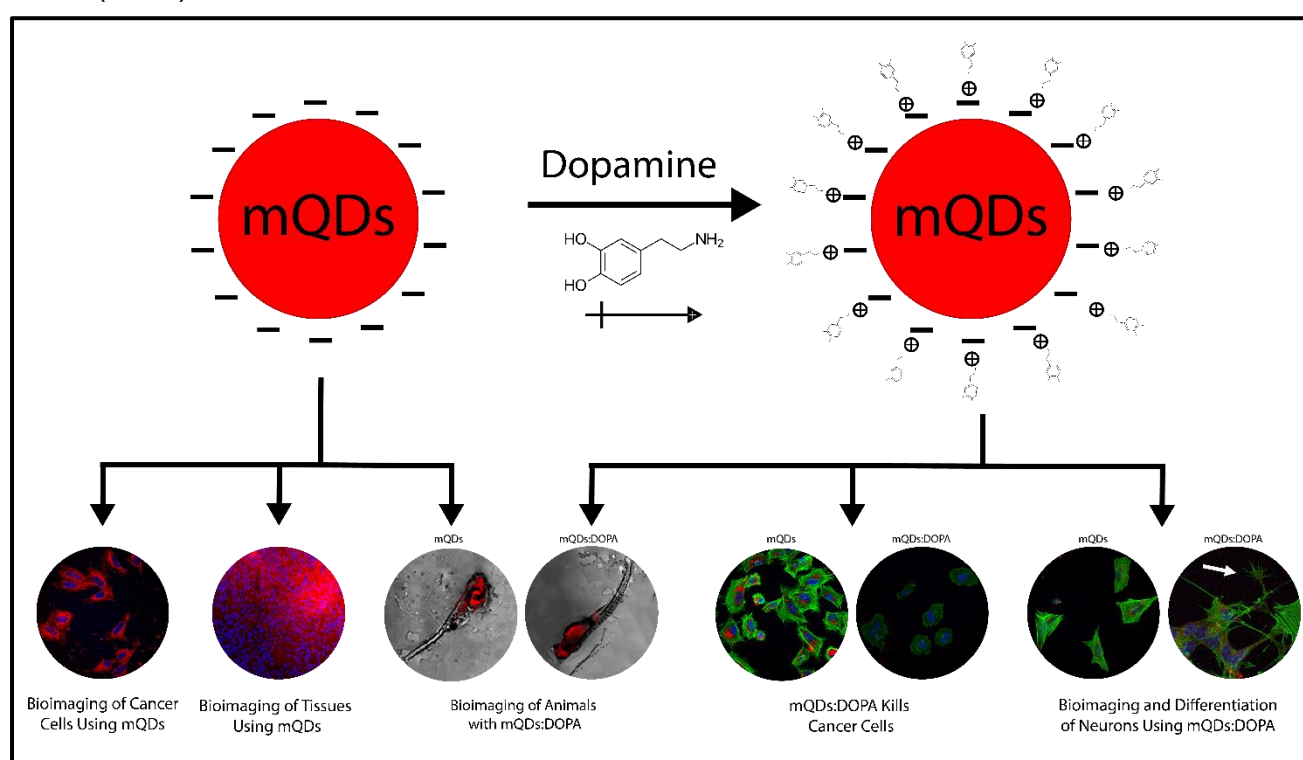 mQDs
Dopamine
HO
HO
NH2
mQDs
mQDs
mQDs:DOPA
mQDs
mQDs:DOPA
mQDs
mQDs:DOPA
Bioimaging of Cancer
Cells Using mQDs
Bioimaging of Tissues
Using mQDs
Bioimaging of Animals
with mQDs:DOPA
mQDs:DOPA Kills
Cancer Cells
Bioimaging and Differentiation
of Neurons Using mQDs:DOPA